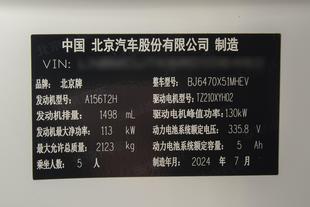 中国 北京汽车股份有限公司 制造
VIN:
品牌: 北京牌 整车型号: BJ6470X51MHEV
发动机型号: A156T2H 驱动电机型号: TZ210XYH02
发动机排量: 1498 mL 驱动电机峰值功率: 130kW
发动机最大净功率: 113 kW 动力电池系统额定电压: 335.8 V
最大允许总质量: 2123 kg 动力电池系统额定容量: 5 Ah
乘坐人数: 5 人 制造年月: 2024 年 7 月